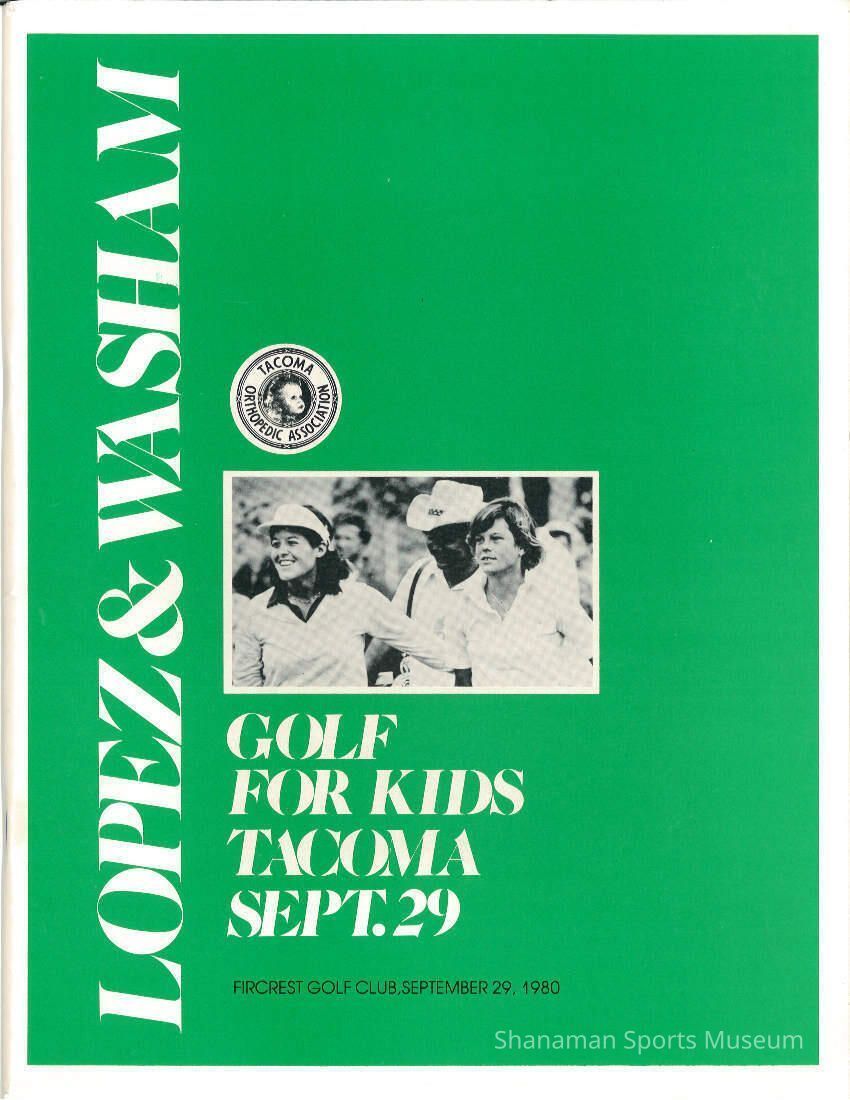 LOPEZ & WASHAM
TACOMA
ORTHOPEDIC ASSOCIATION
GOLF
FOR KIDS
TACOMA
SEPT. 29
FIRCREST GOLF CLUB, SEPTEMBER 29, 1980
Shanaman Sports Museum